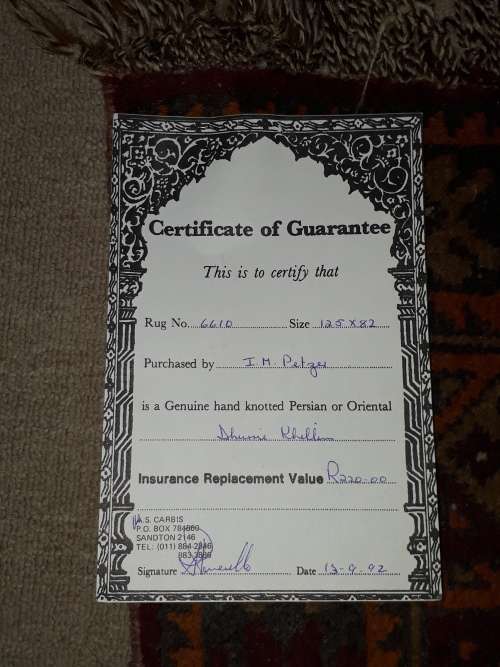 Certificate of Guarantee
This is to certify that
Rug No. 6610 Size 125 x 82
Purchased by I. M. Petzer
is a Genuine hand knotted Persian or Oriental
Insurance Replacement Value R220-00
A.S. CARBIS
P.O. BOX
SANDTON 2146
TEL: (011)
Signature Date 12-9-92